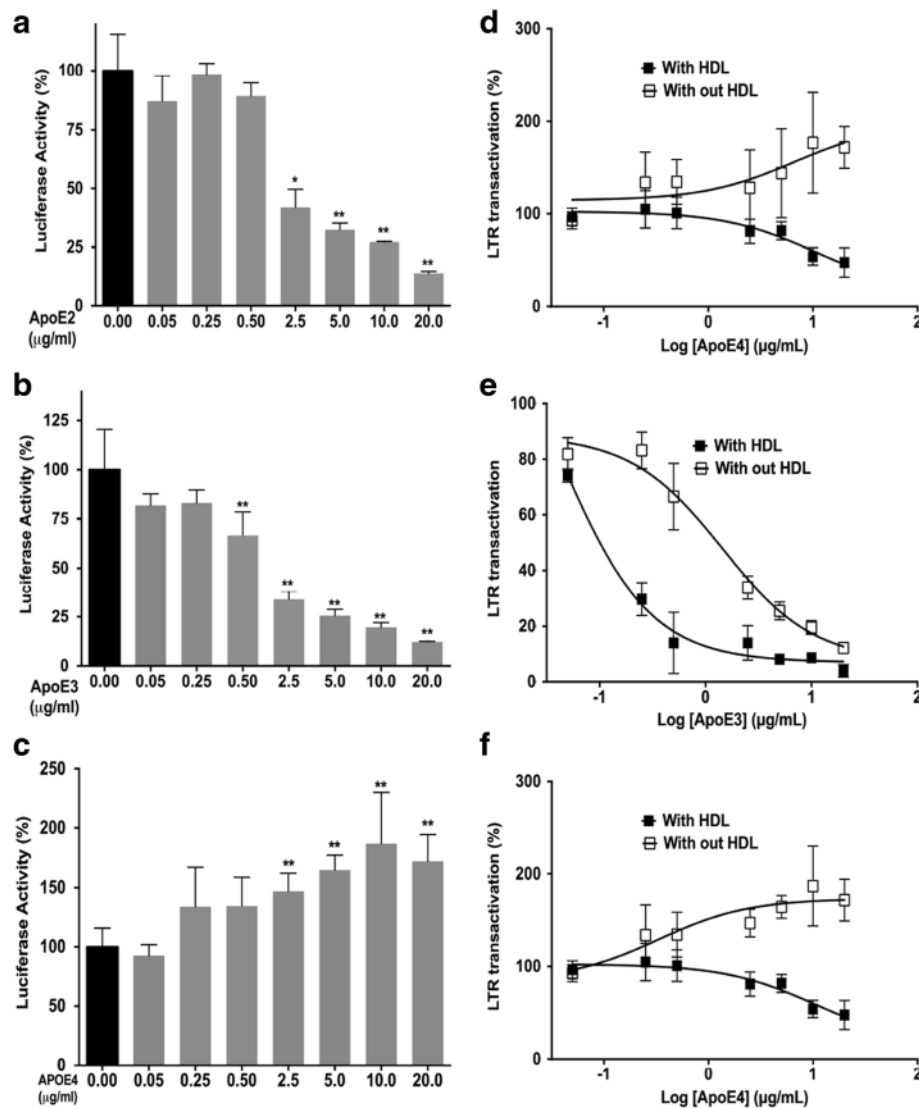 a
Luciferase Activity (%)
100
75
50
25
0
*
**
**
**
ApoE2
(µg/ml)
0.00 0.05 0.25 0.50 2.5 5.0 10.0 20.0
b
Luciferase Activity (%)
125
100
75
50
25
0
**
**
**
**
**
ApoE3
(µg/ml)
0.00 0.05 0.25 0.50 2.5 5.0 10.0 20.0
c
Luciferase Activity (%)
250
200
150
100
50
0
**
**
**
**
APOE4
(µg/ml)
0.00 0.05 0.25 0.50 2.5 5.0 10.0 20.0
d
LTR transactivation (%)
300
200
100
0
With HDL
With out HDL
-1 0 1 2
Log [ApoE4] (µg/mL)
e
LTR transactivation
100
80
60
40
20
0
With HDL
With out HDL
-1 0 1 2
Log [ApoE3] (µg/mL)
f
LTR transactivation (%)
300
200
100
0
With HDL
With out HDL
-1 0 1 2
Log [ApoE4] (µg/mL)